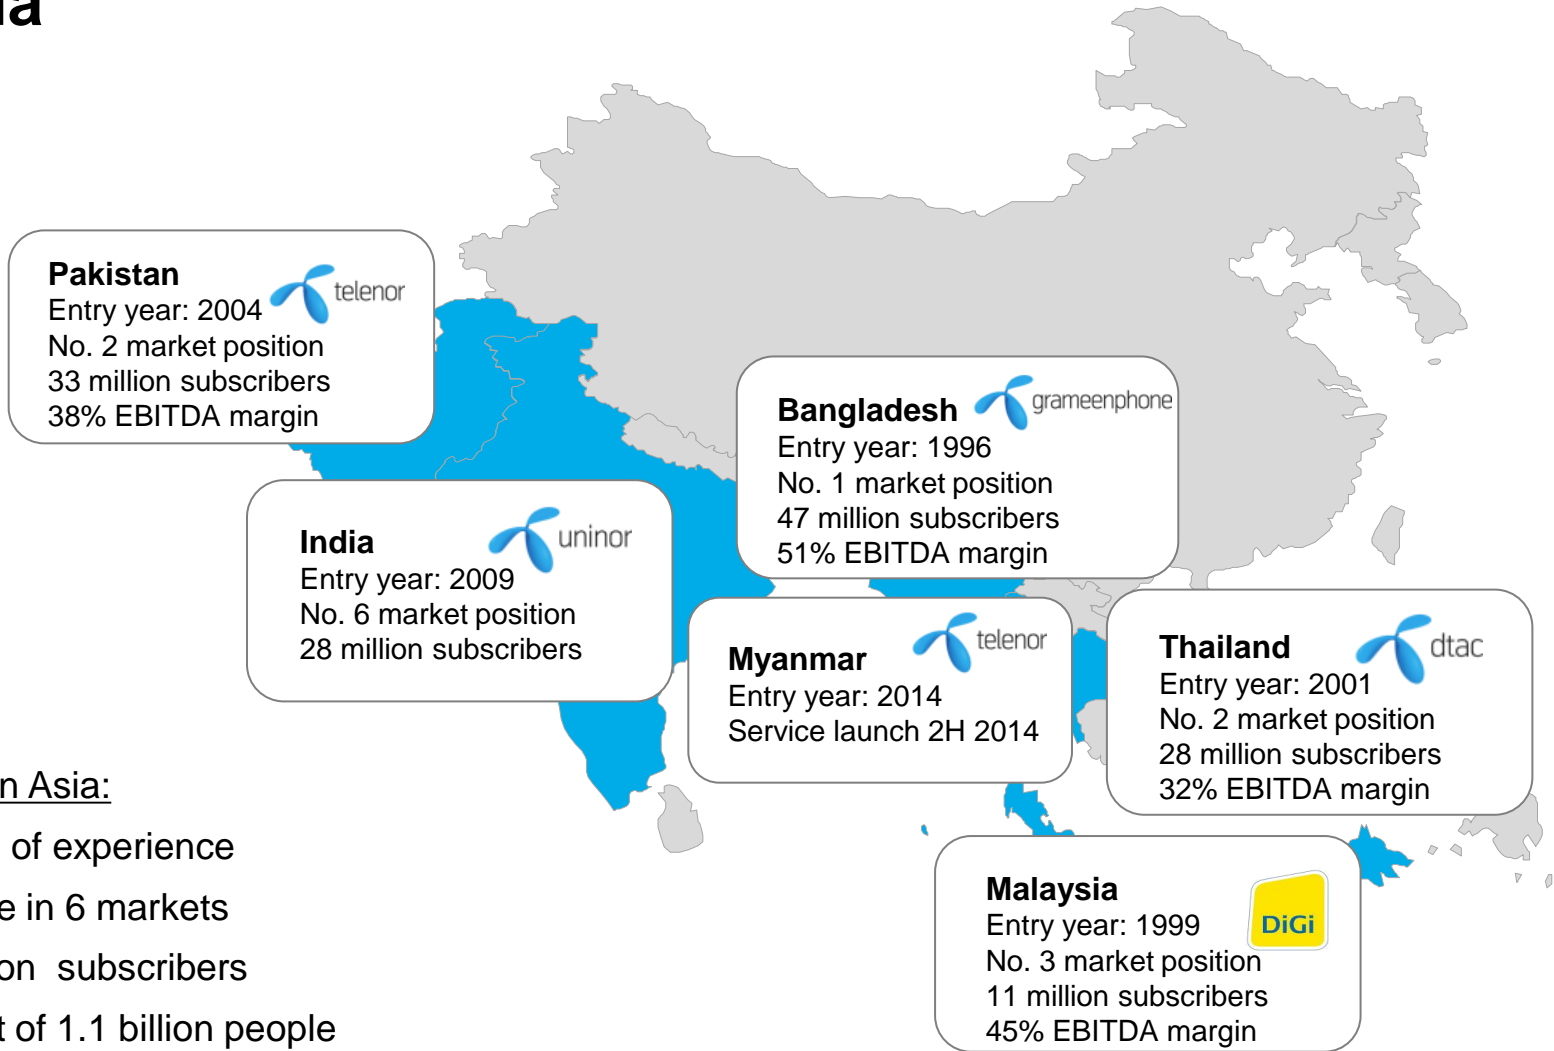 Pakistan
telenor
Entry year: 2004
No. 2 market position
33 million subscribers
38% EBITDA margin
Bangladesh
grameenphone
Entry year: 1996
No. 1 market position
47 million subscribers
51% EBITDA margin
India
uninor
Entry year: 2009
No. 6 market position
28 million subscribers
Myanmar
telenor
Entry year: 2014
Service launch 2H 2014
Thailand
dtac
Entry year: 2001
No. 2 market position
28 million subscribers
32% EBITDA margin
Malaysia
DiGi
Entry year: 1999
No. 3 market position
11 million subscribers
45% EBITDA margin
n Asia:
of experience
e in 6 markets
on subscribers
of 1.1 billion people